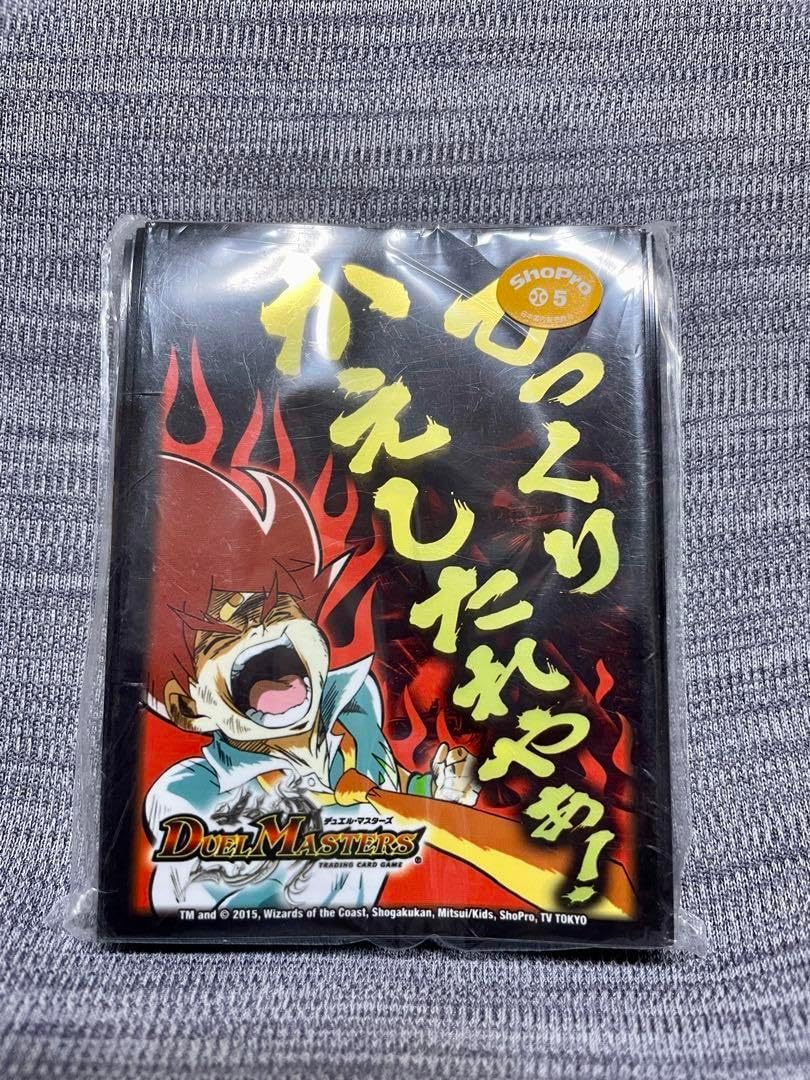 ひっくり
かえしたれやぁ!
ShoPro
5
デュエル・マスターズ
DUEL MASTERS
TRADING CARD GAME
®
TM and © 2015, Wizards of the Coast, Shogakukan, Mitsui/Kids, ShoPro, TV TOKYO